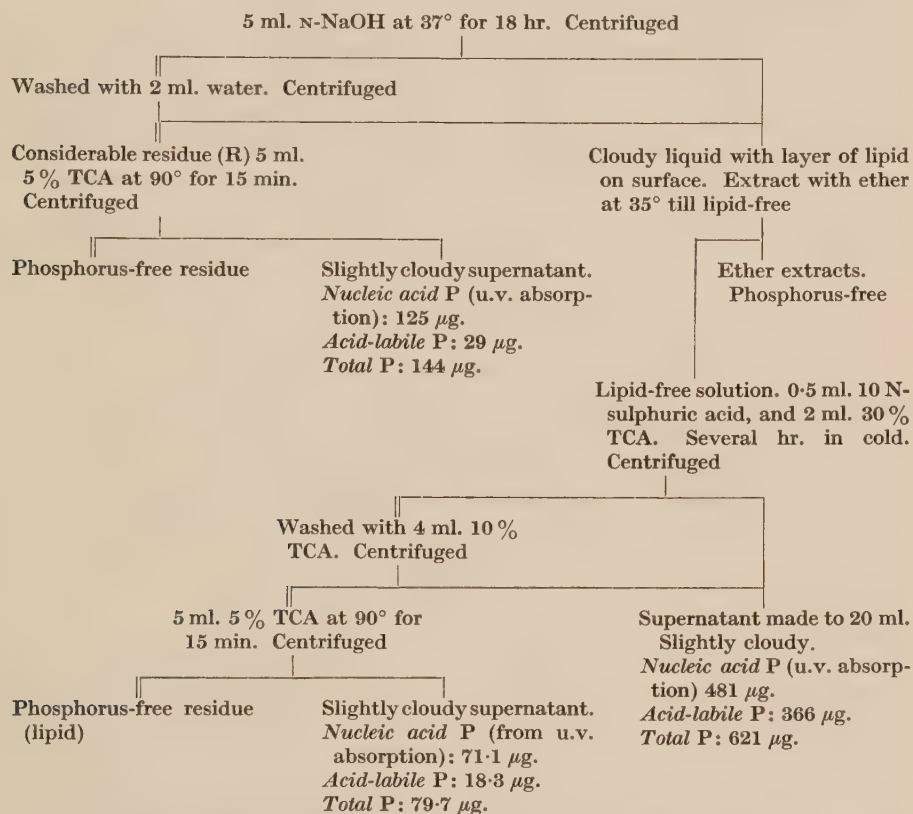 5 ml. N-NaOH at 37° for 18 hr. Centrifuged
Washed with 2 ml. water. Centrifuged
Considerable residue (R) 5 ml.
5% TCA at 90° for 15 min.
Centrifuged
Cloudy liquid with layer of lipid
on surface. Extract with ether
at 35° till lipid-free
Phosphorus-free residue
Slightly cloudy supernatant.
Nucleic acid P (u.v. absorp-
tion): 125 μg.
Acid-labile P: 29 μg.
Total P: 144 μg.
Ether extracts.
Phosphorus-free
Lipid-free solution. 0·5 ml. 10 N-
sulphuric acid, and 2 ml. 30%
TCA. Several hr. in cold.
Centrifuged
Washed with 4 ml. 10%
TCA. Centrifuged
5 ml. 5% TCA at 90° for
15 min. Centrifuged
Supernatant made to 20 ml.
Slightly cloudy.
Nucleic acid P (u.v. absorp-
tion) 481 μg.
Acid-labile P: 366 μg.
Total P: 621 μg.
Phosphorus-free residue
(lipid)
Slightly cloudy supernatant.
Nucleic acid P (from u.v.
absorption): 71·1 μg.
Acid-labile P: 18·3 μg.
Total P: 79·7 μg.